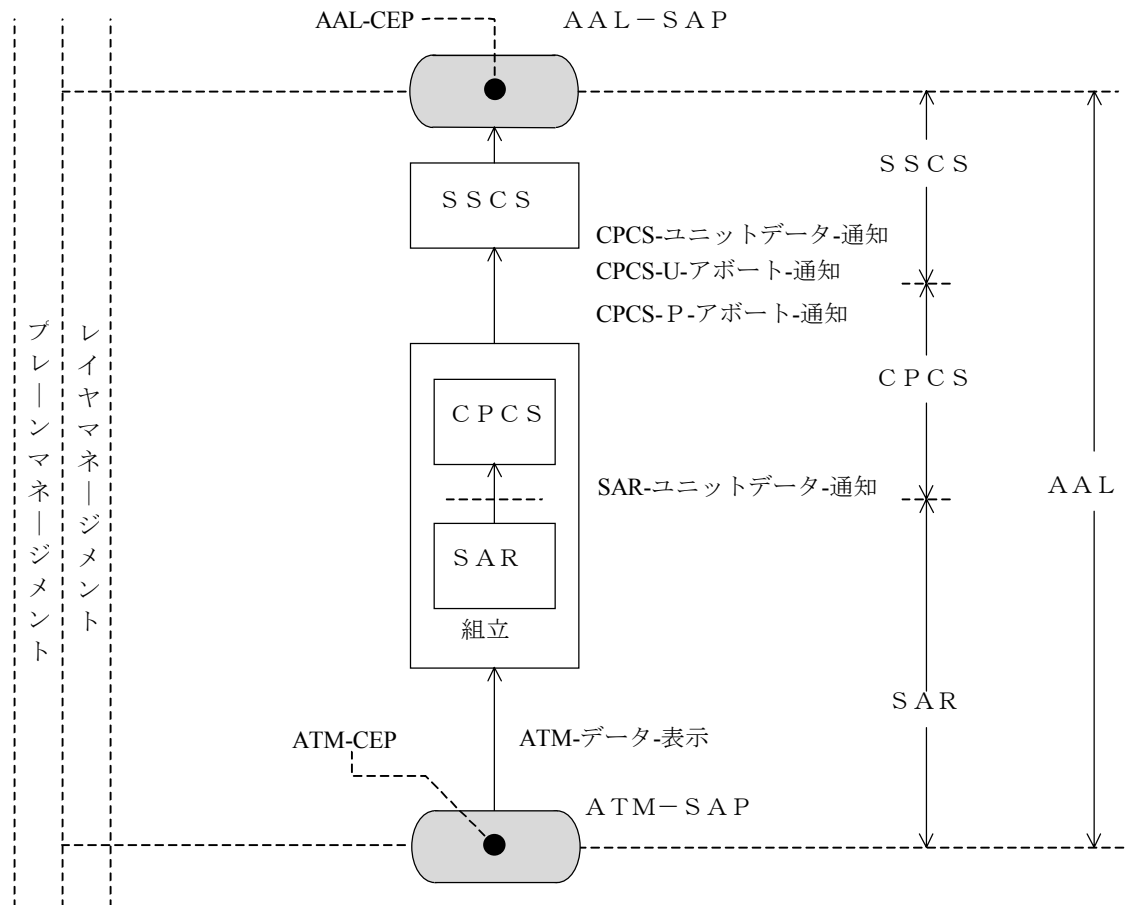 AAL-CEP
ＡＡＬ－ＳＡＰ
ＳＳＣＳ
ＳＳＣＳ
CPCS-ユニットデータ-通知
CPCS-U-アボート-通知
CPCS-Ｐ-アボート-通知
プレーンマネージメント
レイヤマネージメント
ＣＰＣＳ
ＣＰＣＳ
SAR-ユニットデータ-通知
ＡＡＬ
ＳＡＲ
組立
ＳＡＲ
ATM-CEP
ATM-データ-表示
ＡＴＭ－ＳＡＰ